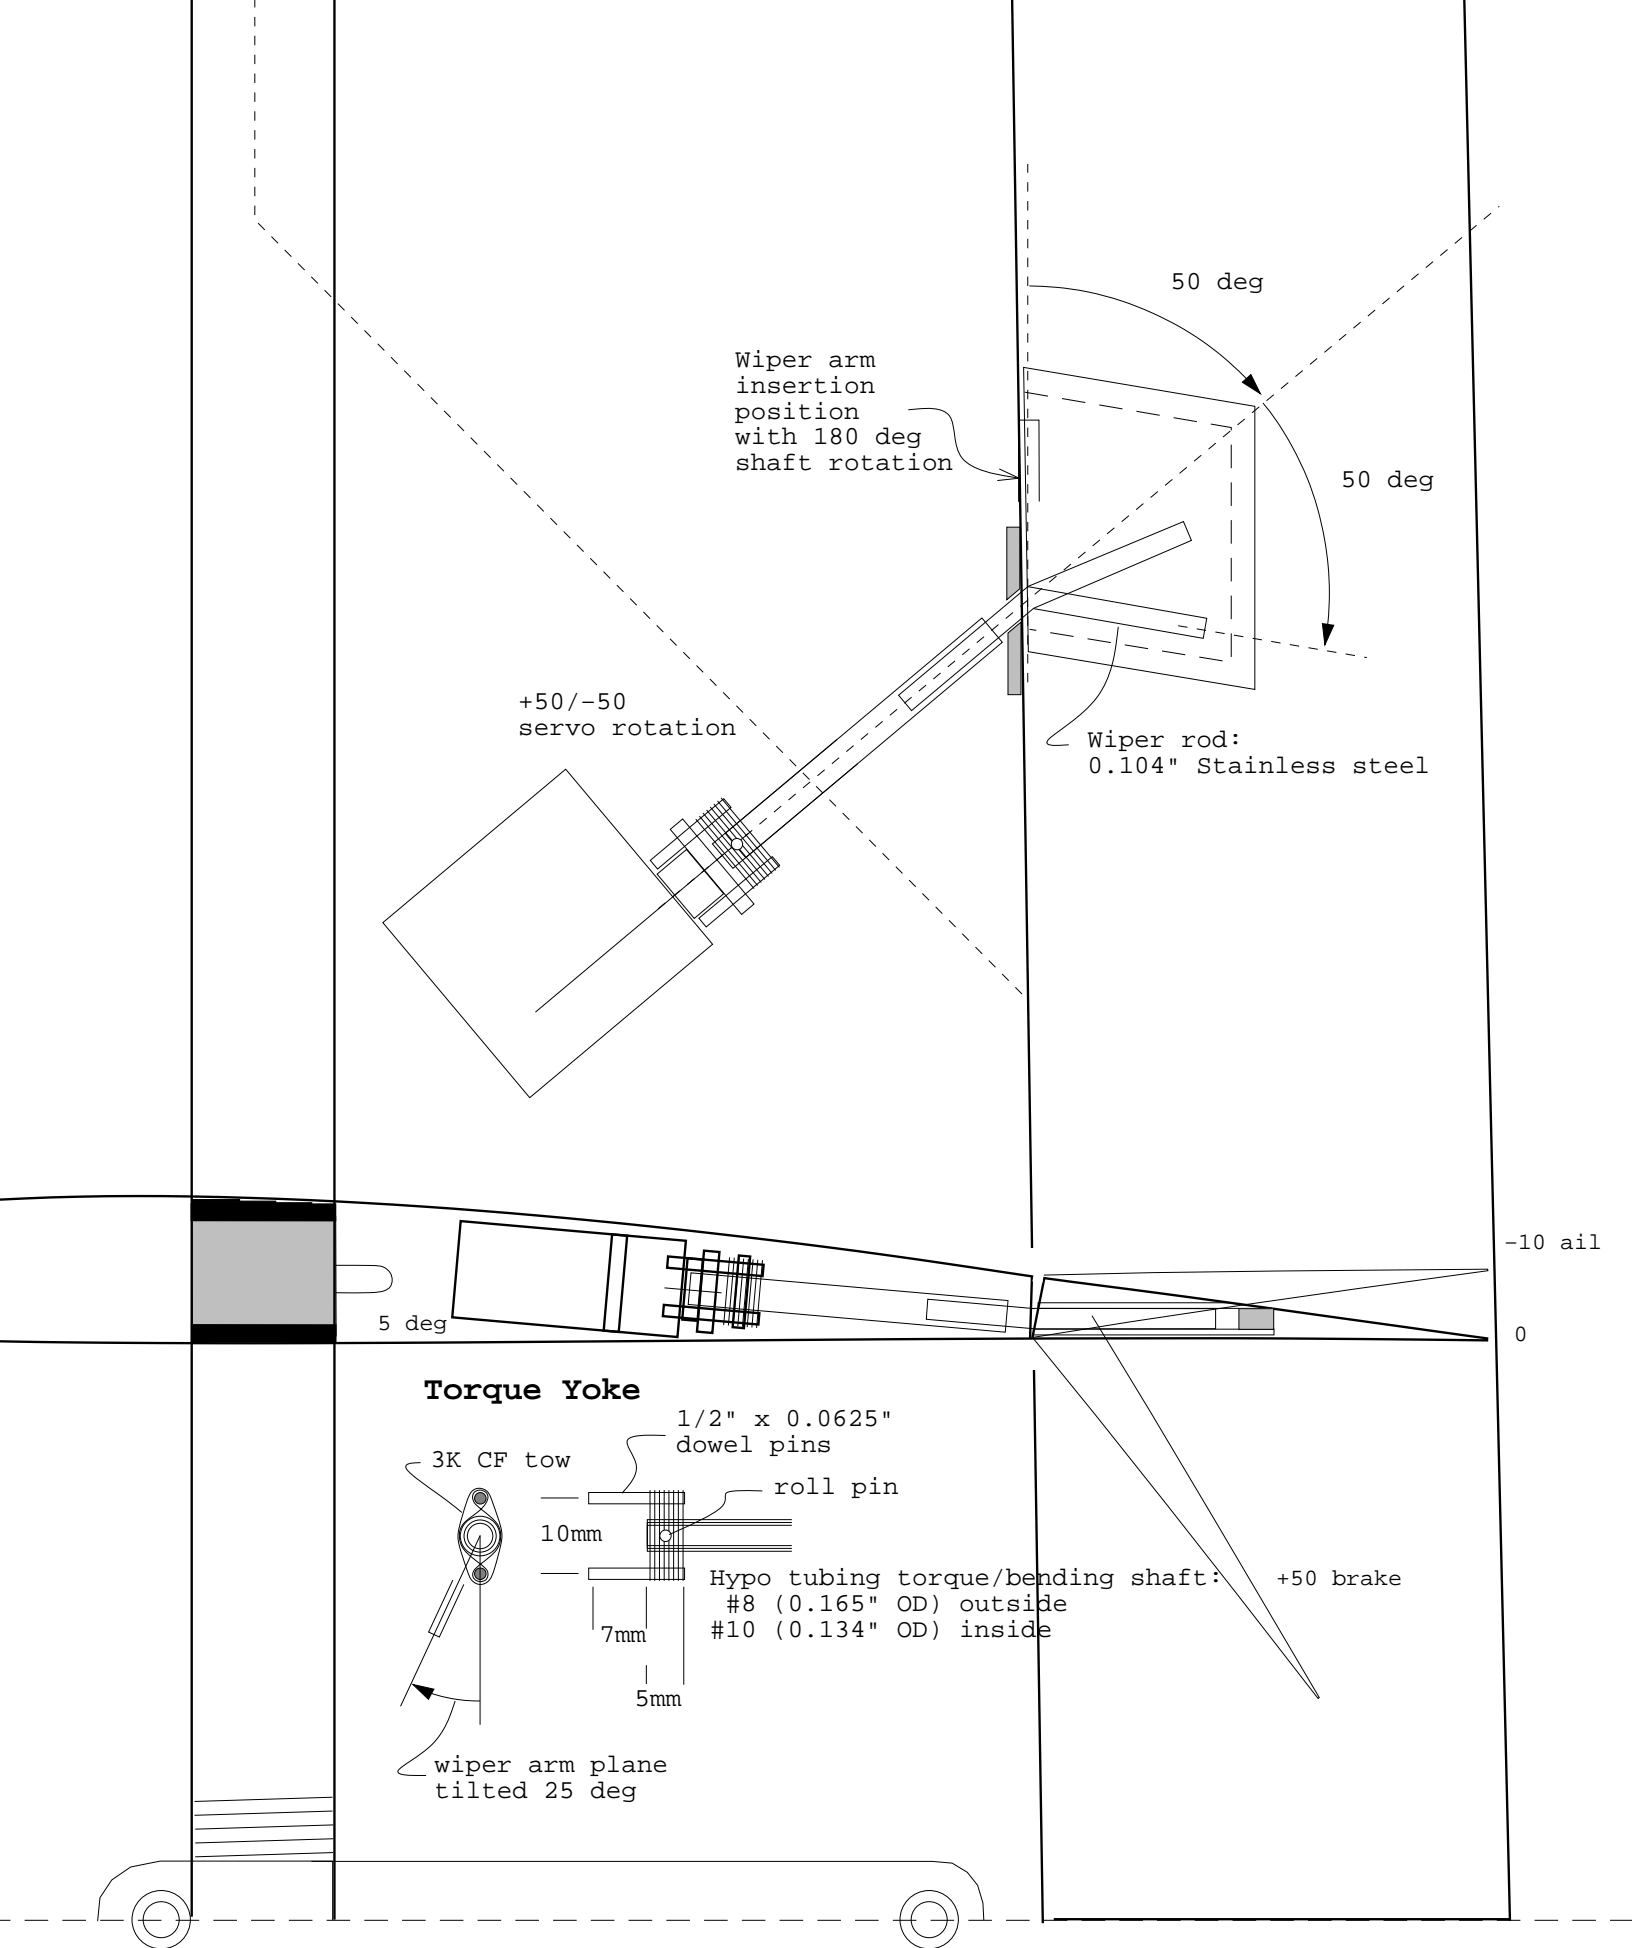 50 deg
Wiper arm
insertion
position
with 180 deg
shaft rotation
50 deg
+50/-50
servo rotation
Wiper rod:
0.104" Stainless steel
-10 ail
5 deg
0
Torque Yoke
1/2" x 0.0625"
dowel pins
3K CF tow
roll pin
10mm
Hypo tubing torque/bending shaft:
#8 (0.165" OD) outside
#10 (0.134" OD) inside
+50 brake
7mm
5mm
wiper arm plane
tilted 25 deg